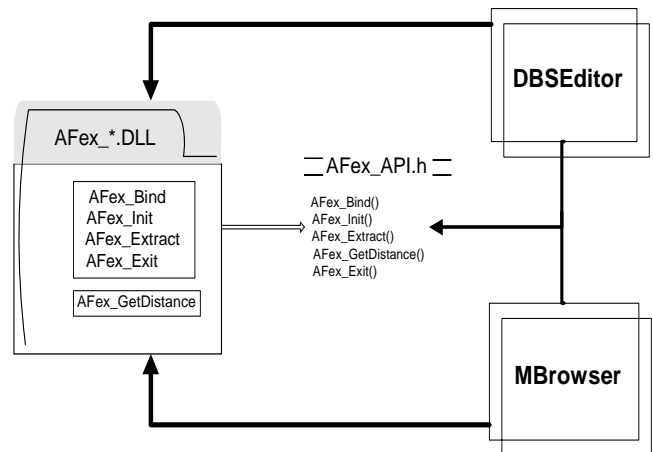 DBSEditor
AFex_*.DLL
AFex_API.h
AFex_Bind
AFex_Init
AFex_Extract
AFex_Exit
AFex_GetDistance
AFex_Bind()
AFex_Init()
AFex_Extract()
AFex_GetDistance()
AFex_Exit()
MBrowser